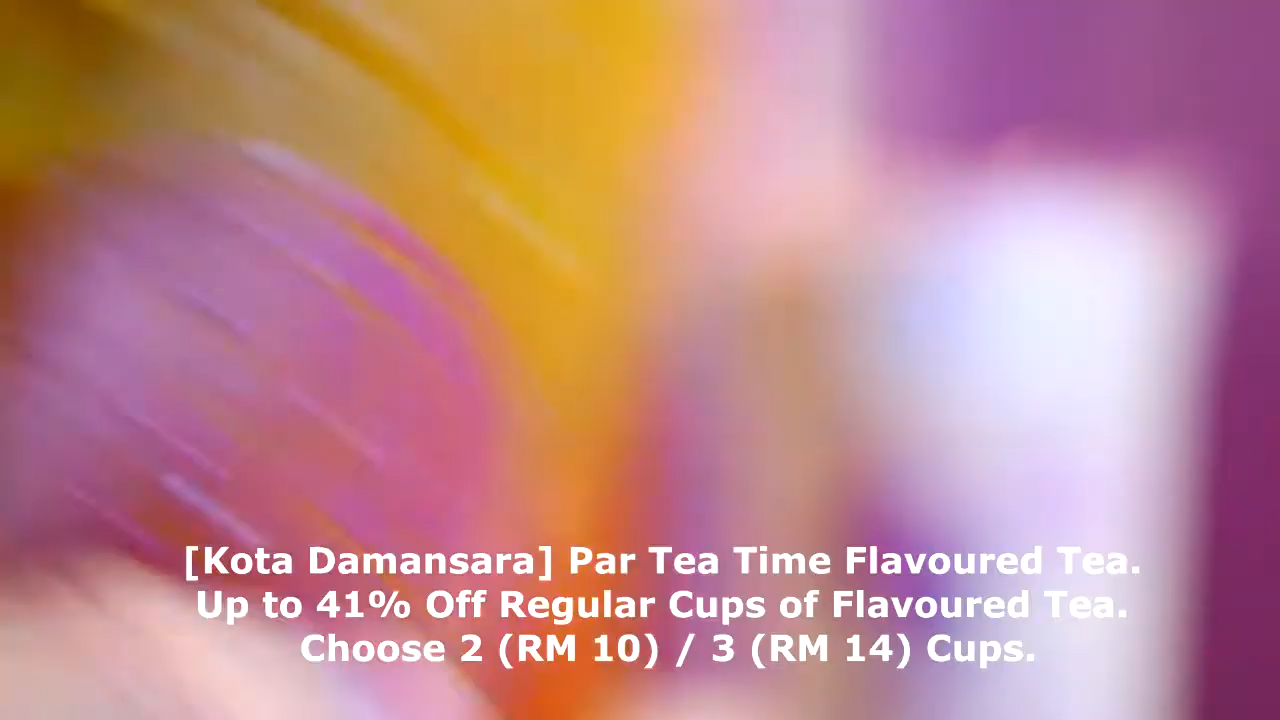 [Kota Damansara] Par Tea Time Flavoured Tea.
Up to 41% Off Regular Cups of Flavoured Tea.
Choose 2 (RM 10) / 3 (RM 14) Cups.